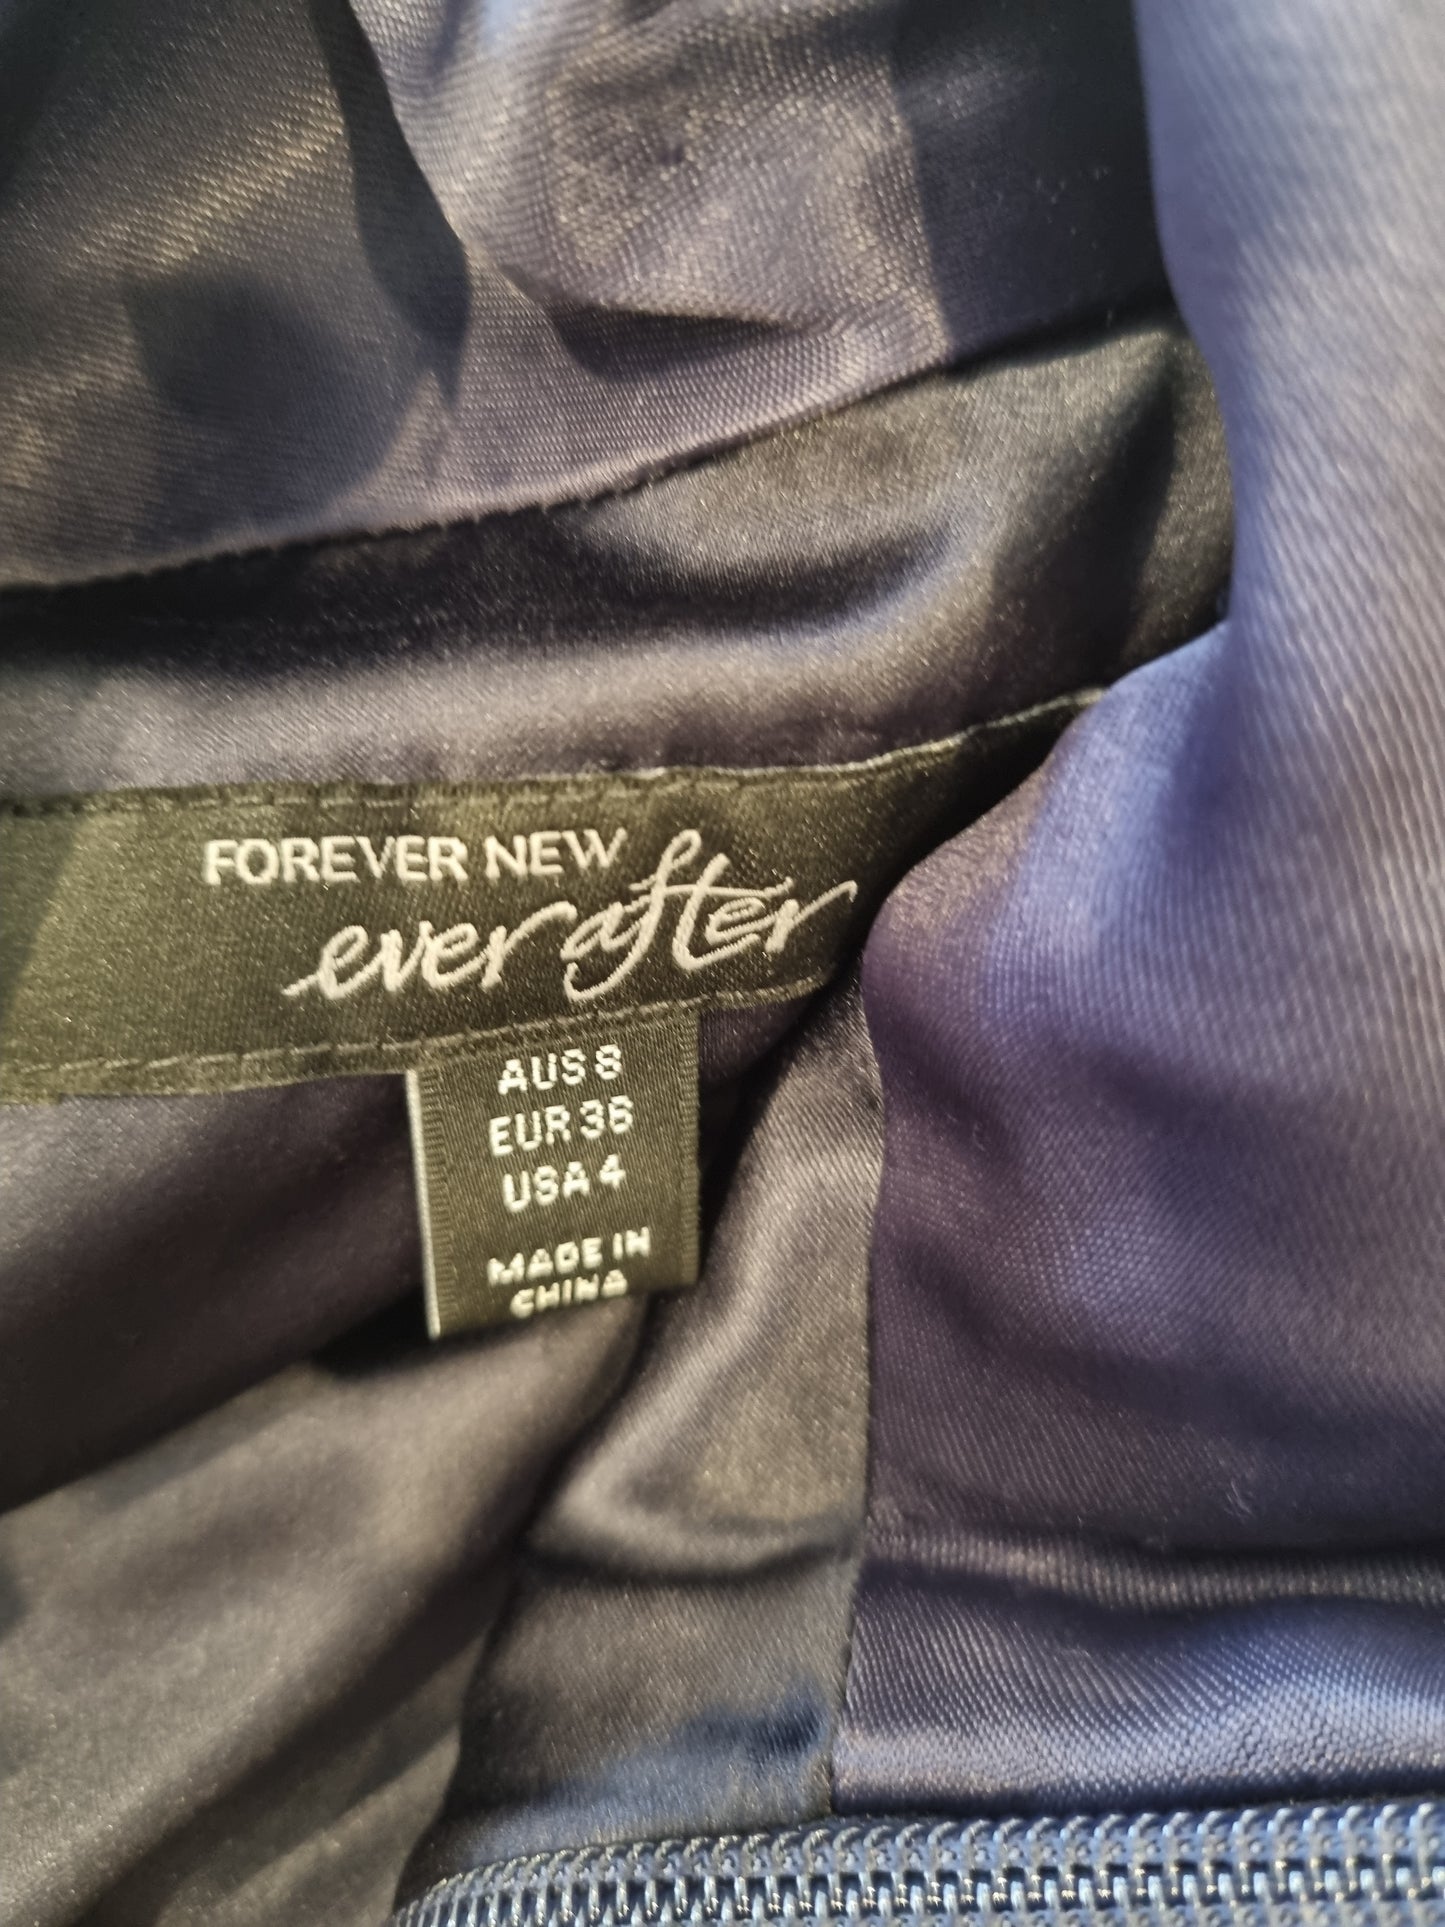 FOREVER NEW
ever after
AUS 8
EUR 36
USA 4
MADE IN
CHINA